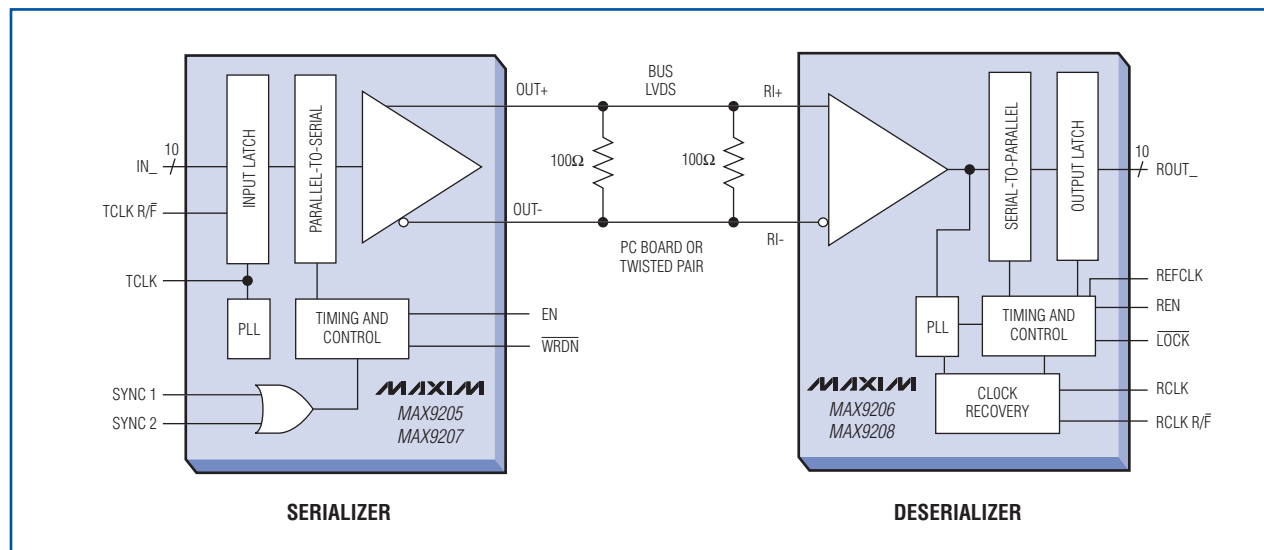 INPUT LATCH
PARALLEL-TO-SERIAL
10
IN_
TCLK R/F̅
TCLK
PLL
TIMING AND
CONTROL
EN
W̅R̅D̅N̅
SYNC 1
SYNC 2
MAXIM
MAX9205
MAX9207
SERIALIZER
OUT+
OUT-
BUS
LVDS
100Ω
100Ω
PC BOARD OR
TWISTED PAIR
RI+
RI-
SERIAL-TO-PARALLEL
OUTPUT LATCH
10
ROUT_
REFCLK
REN
L̅O̅C̅K̅
PLL
TIMING AND
CONTROL
CLOCK
RECOVERY
RCLK
RCLK R/F̅
MAXIM
MAX9206
MAX9208
DESERIALIZER